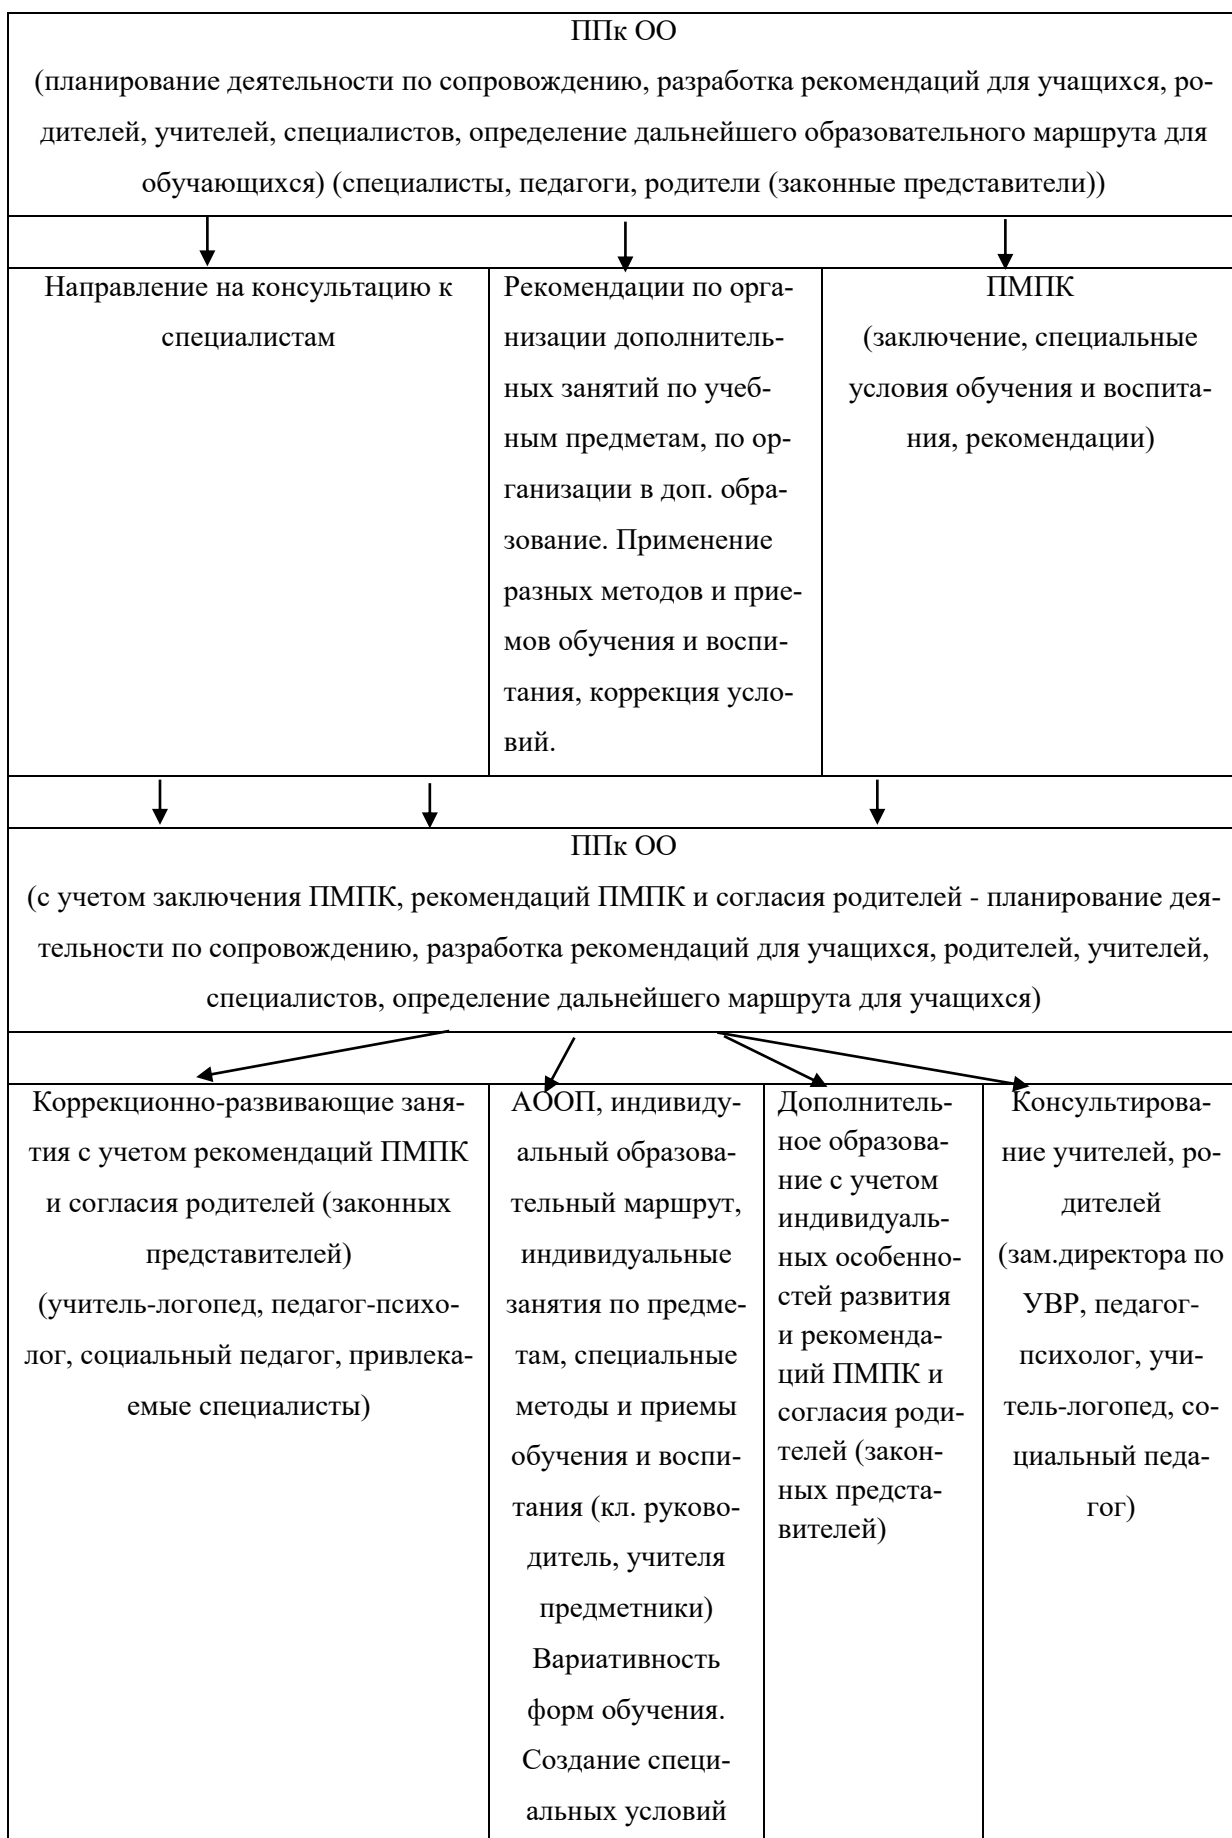 ППк ОО
(планирование деятельности по сопровождению, разработка рекомендаций для учащихся, ро-
дителей, учителей, специалистов, определение дальнейшего образовательного маршрута для
обучающихся) (специалисты, педагоги, родители (законные представители))
Направление на консультацию к
специалистам
Рекомендации по орга-
низации дополнитель-
ных занятий по учеб-
ным предметам, по ор-
ганизации в доп. обра-
зование. Применение
разных методов и прие-
мов обучения и воспи-
тания, коррекция усло-
вий.
ПМПК
(заключение, специальные
условия обучения и воспита-
ния, рекомендации)
ППк ОО
(с учетом заключения ПМПК, рекомендаций ПМПК и согласия родителей - планирование дея-
тельности по сопровождению, разработка рекомендаций для учащихся, родителей, учителей,
специалистов, определение дальнейшего маршрута для учащихся)
Коррекционно-развивающие заня-
тия с учетом рекомендаций ПМПК
и согласия родителей (законных
представителей)
(учитель-логопед, педагог-психо-
лог, социальный педагог, привлека-
емые специалисты)
АООП, индивиду-
альный образова-
тельный маршрут,
индивидуальные
занятия по предме-
там, специальные
методы и приемы
обучения и воспи-
тания (кл. руково-
дитель, учителя
предметники)
Вариативность
форм обучения.
Создание специ-
альных условий
Дополнитель-
ное образова-
ние с учетом
индивидуаль-
ных особенно-
стей развития
и рекоменда-
ций ПМПК и
согласия роди-
телей (закон-
ных предста-
вителей)
Консультирова-
ние учителей, ро-
дителей
(зам.директора по
УВР, педагог-
психолог, учи-
тель-логопед, со-
циальный педа-
гог)